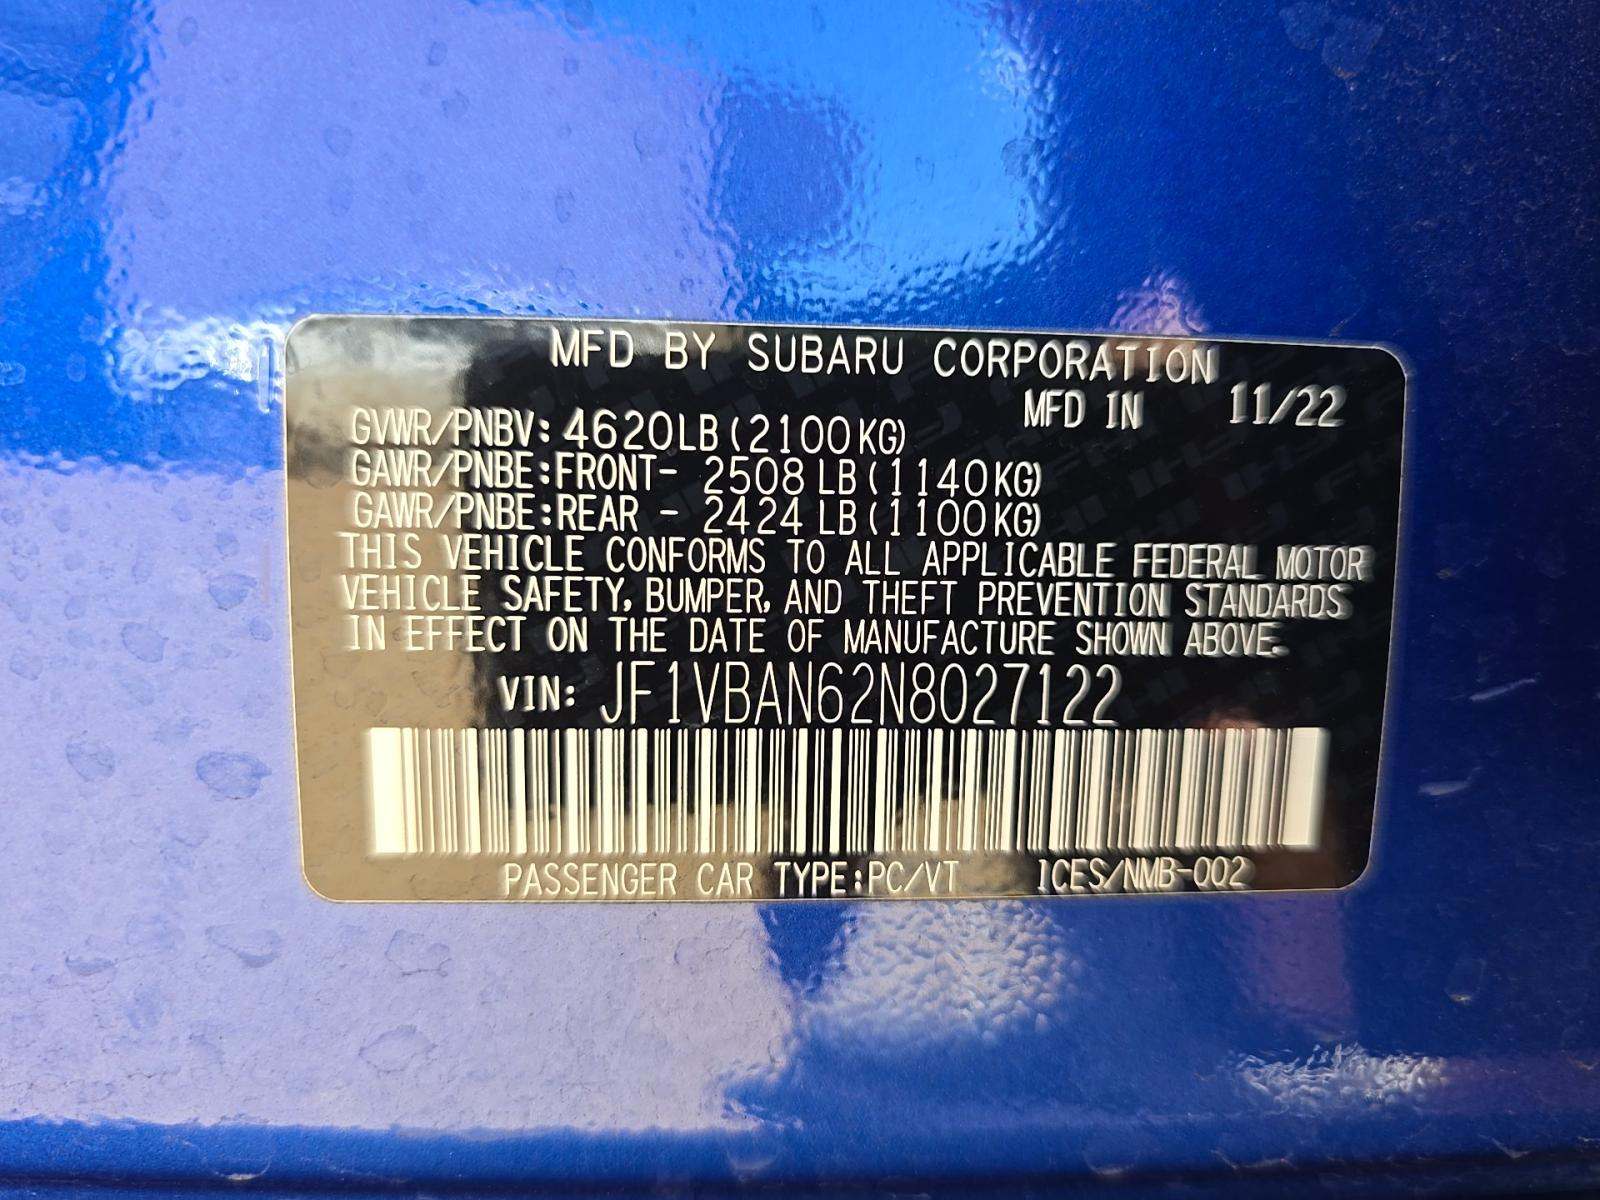 MFD BY SUBARU CORPORATION
MFD IN 11/22
GVWR/PNBV: 4620LB(2100KG)
GAWR/PNBE:FRONT- 2508 LB(1140KG)
GAWR/PNBE:REAR - 2424 LB(1100KG)
THIS VEHICLE CONFORMS TO ALL APPLICABLE FEDERAL MOTOR
VEHICLE SAFETY, BUMPER, AND THEFT PREVENTION STANDARDS
IN EFFECT ON THE DATE OF MANUFACTURE SHOWN ABOVE.
VIN: JF1VBAN62N8027122
PASSENGER CAR TYPE:PC/VT ICES/NMB-002